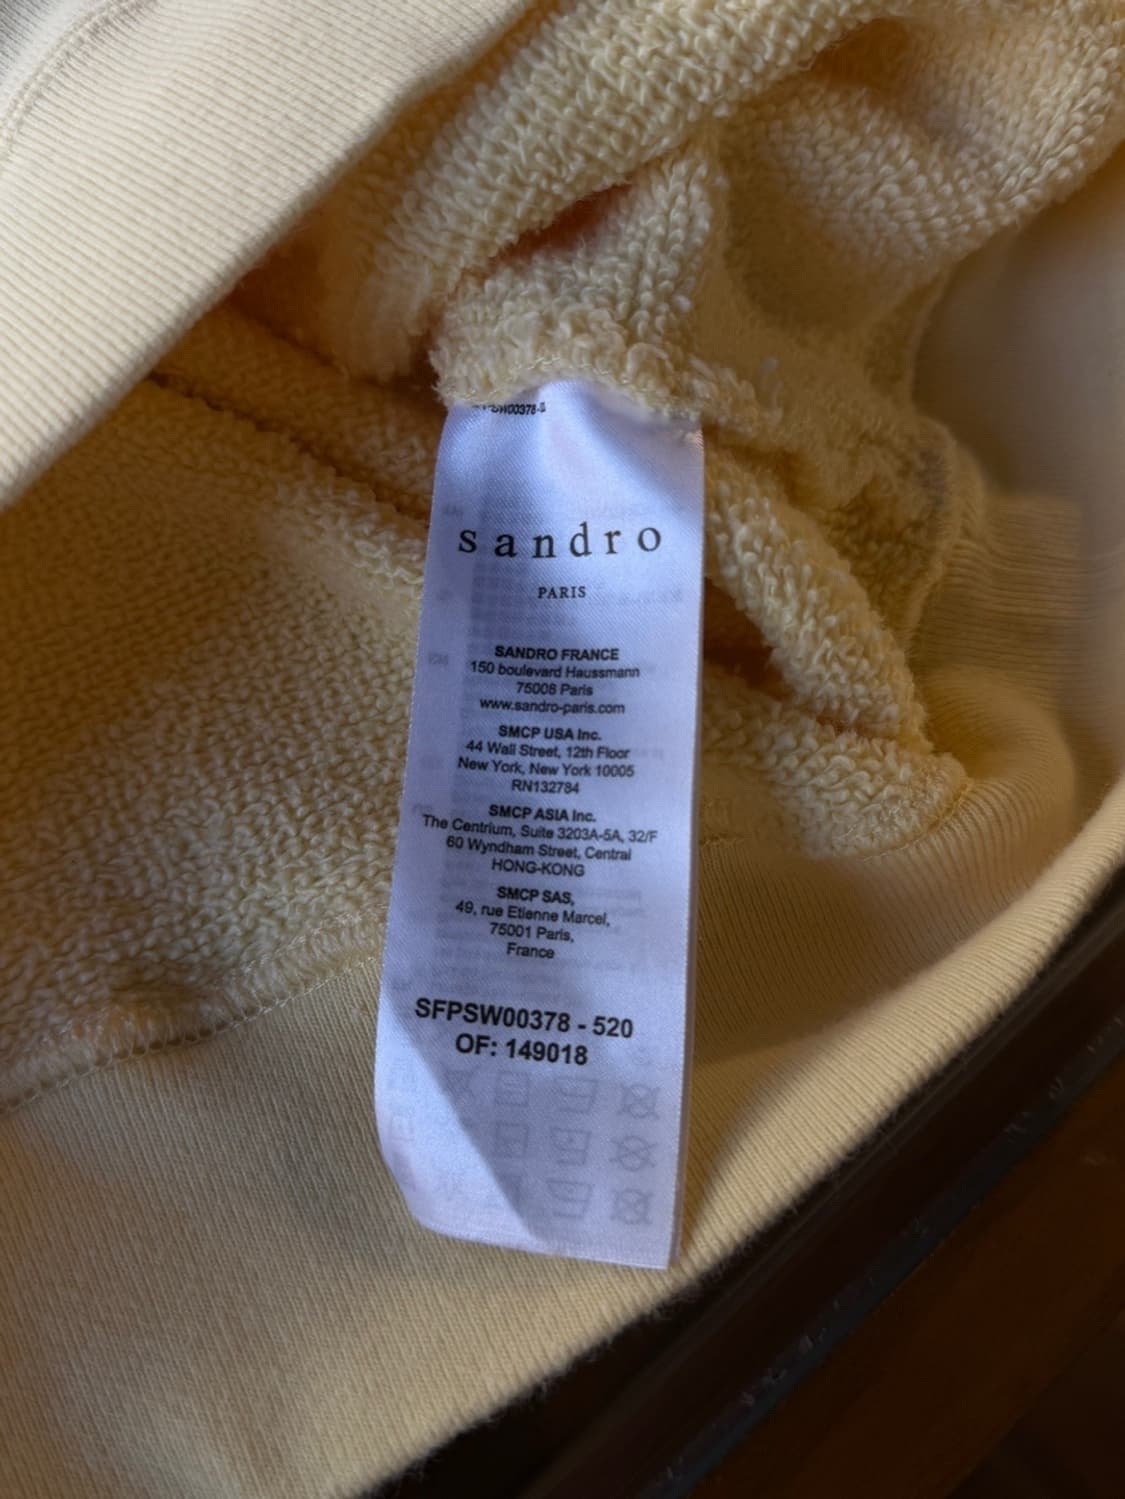 sandro
PARIS
SANDRO FRANCE
150 boulevard Haussmann
75008 Paris
www.sandro-paris.com
SMCP USA Inc.
44 Wall Street, 12th Floor
New York, New York 10005
RN132784
SMCP ASIA Inc.
The Centrium, Suite 3203A-5A, 32/F
60 Wyndham Street, Central
HONG-KONG
SMCP SAS,
49, rue Etienne Marcel,
75001 Paris,
France
SFPSW00378 - 520
OF: 149018